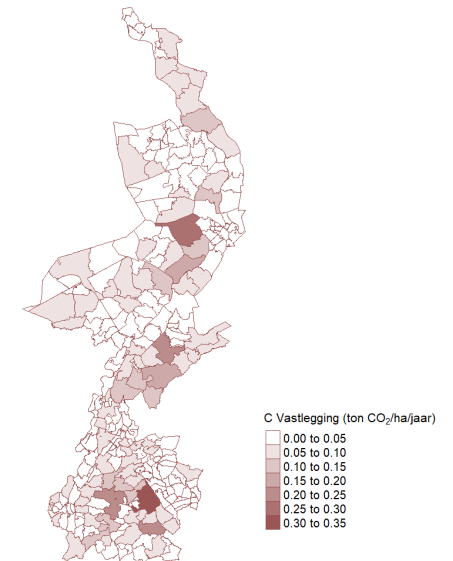 C Vastlegging (ton CO₂/ha/jaar)
0.00 to 0.05
0.05 to 0.10
0.10 to 0.15
0.15 to 0.20
0.20 to 0.25
0.25 to 0.30
0.30 to 0.35